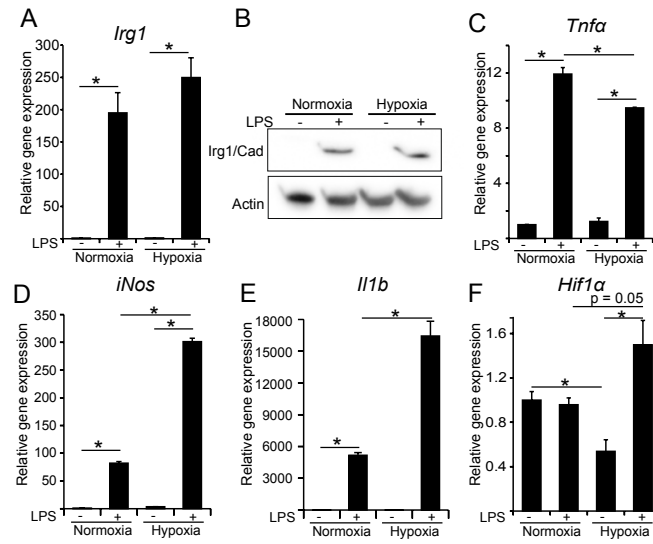 A
Irg1
Relative gene expression
300
250
200
150
100
50
0
*
*
LPS
- + - +
Normoxia Hypoxia
B
Normoxia Hypoxia
LPS - + - +
Irg1/Cad
Actin
C
Tnfα
Relative gene expression
12
8
4
*
*
*
LPS
- + - +
Normoxia Hypoxia
D
iNos
Relative gene expression
350
300
250
200
150
100
50
0
*
*
*
LPS
- + - +
Normoxia Hypoxia
E
Il1b
Relative gene expression
18000
15000
12000
9000
6000
3000
0
*
*
LPS
- + - +
Normoxia Hypoxia
F
Hif1α
p = 0.05
Relative gene expression
1.6
1.2
0.8
0.4
*
*
LPS
- + - +
Normoxia Hypoxia